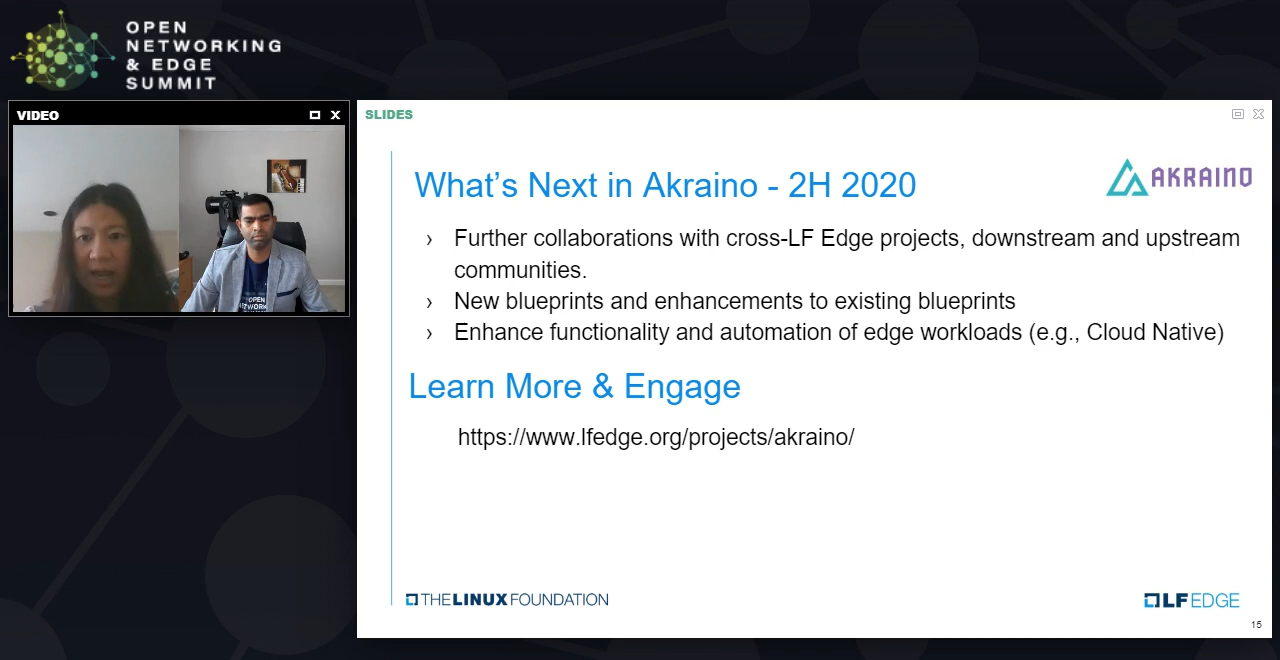 OPEN
NETWORKING
& EDGE
SUMMIT
VIDEO
SLIDES
What's Next in Akraino - 2H 2020
AKRAINO
› Further collaborations with cross-LF Edge projects, downstream and upstream
communities.
› New blueprints and enhancements to existing blueprints
› Enhance functionality and automation of edge workloads (e.g., Cloud Native)
Learn More & Engage
https://www.lfedge.org/projects/akraino/
THE LINUX FOUNDATION
LF EDGE
15
OPEN